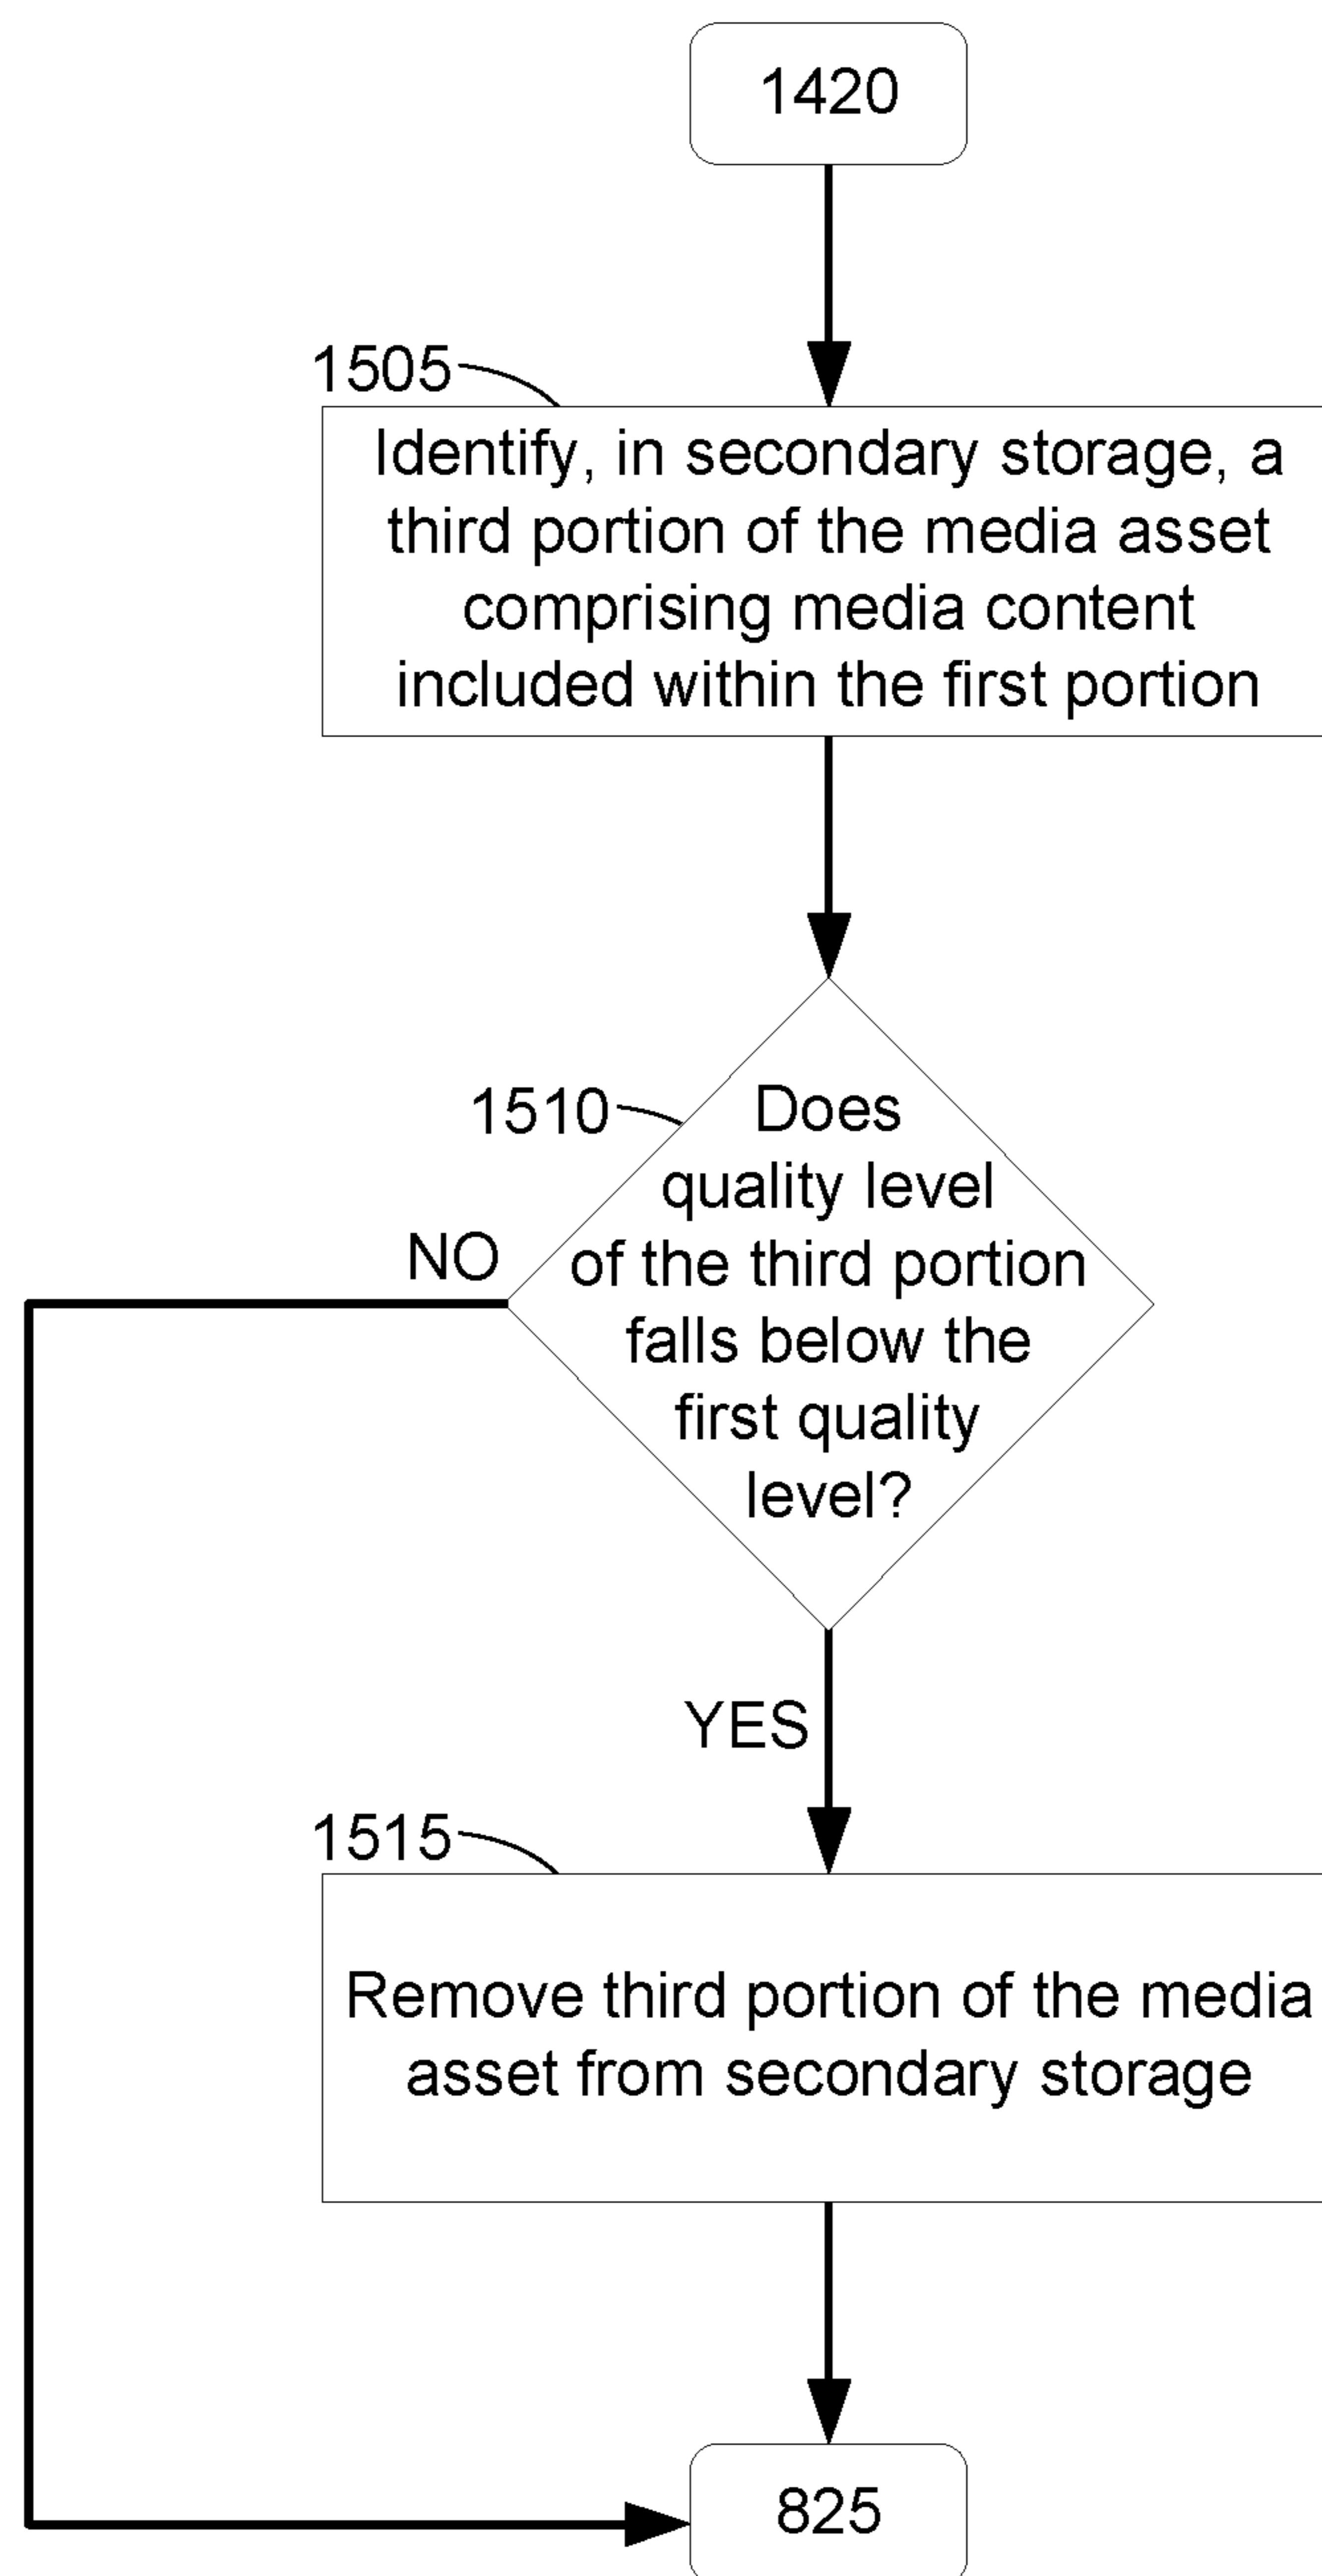 1420
1505
Identify, in secondary storage, a
third portion of the media asset
comprising media content
included within the first portion
1510
Does
quality level
of the third portion
falls below the
first quality
level?
NO
YES
1515
Remove third portion of the media
asset from secondary storage
825